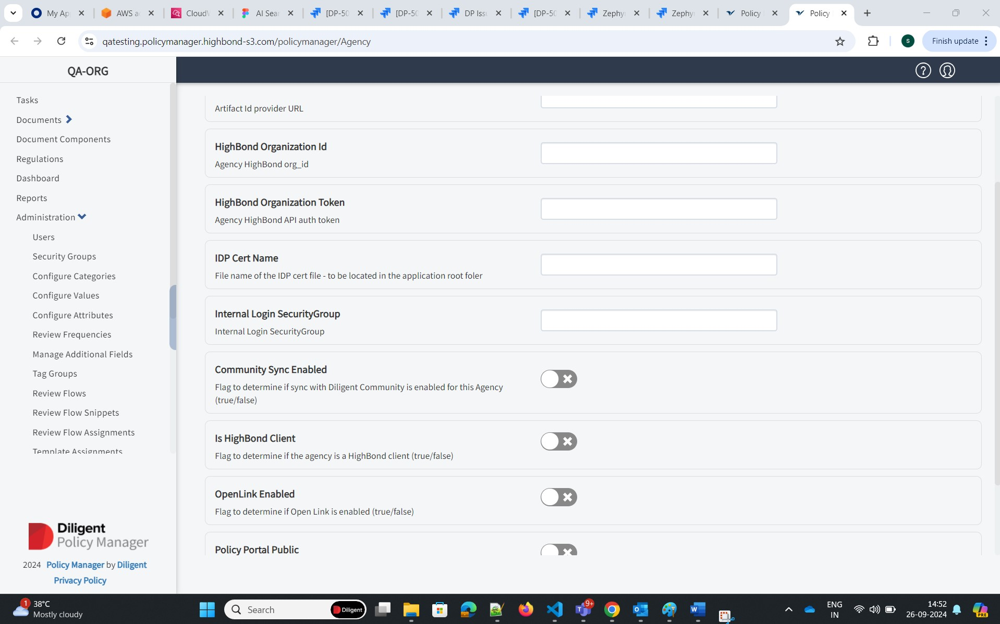 My Ap
AWS a
CloudV
AI Sear
[DP-50
[DP-50
DP Iss
[DP-50
Zephy
Zephy
Policy
Policy
qatesting.policymanager.highbond-s3.com/policymanager/Agency
S
Finish update
QA-ORG
Tasks
Documents
Document Components
Regulations
Dashboard
Reports
Administration
Users
Security Groups
Configure Categories
Configure Values
Configure Attributes
Review Frequencies
Manage Additional Fields
Tag Groups
Review Flows
Review Flow Snippets
Review Flow Assignments
Template Assignments
Diligent
Policy Manager
2024 Policy Manager by Diligent
Privacy Policy
Artifact Id provider URL
HighBond Organization Id
Agency HighBond org_id
HighBond Organization Token
Agency HighBond API auth token
IDP Cert Name
File name of the IDP cert file - to be located in the application root foler
Internal Login SecurityGroup
Internal Login SecurityGroup
Community Sync Enabled
Flag to determine if sync with Diligent Community is enabled for this Agency
(true/false)
Is HighBond Client
Flag to determine if the agency is a HighBond client (true/false)
OpenLink Enabled
Flag to determine if Open Link is enabled (true/false)
Policy Portal Public
1
38°C
Mostly cloudy
Search
Diligent
9+
ENG
IN
14:52
26-09-2024
PRE